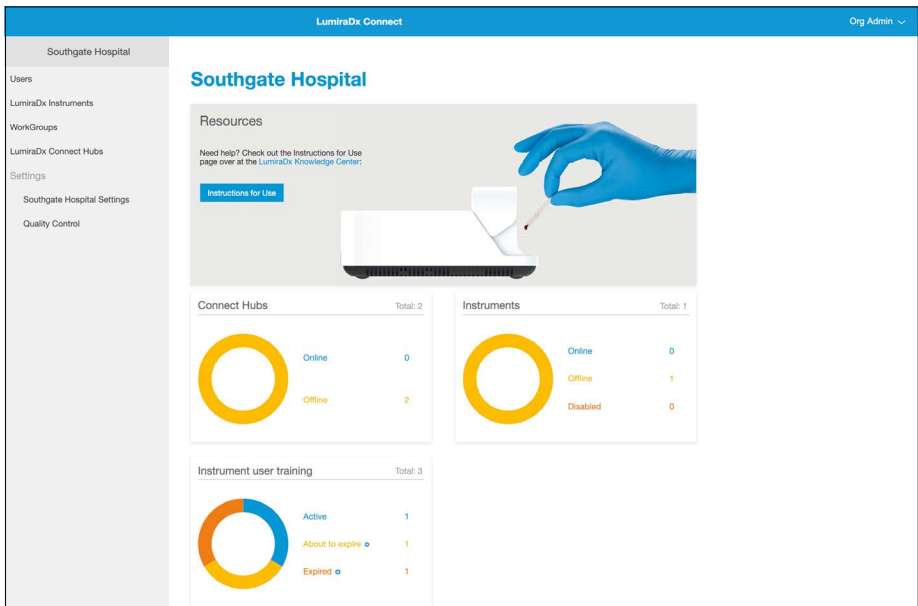 LumiraDx Connect
Org Admin
Southgate Hospital
Users
LumiraDx Instruments
WorkGroups
LumiraDx Connect Hubs
Settings
Southgate Hospital Settings
Quality Control
Southgate Hospital
Resources
Need help? Check out the Instructions for Use
page over at the LumiraDx Knowledge Center:
Instructions for Use
Connect Hubs Total: 2
Online 0
Offline 2
Instruments Total: 1
Online 0
Offline 1
Disabled 0
Instrument user training Total: 3
Active 1
About to expire 1
Expired 1